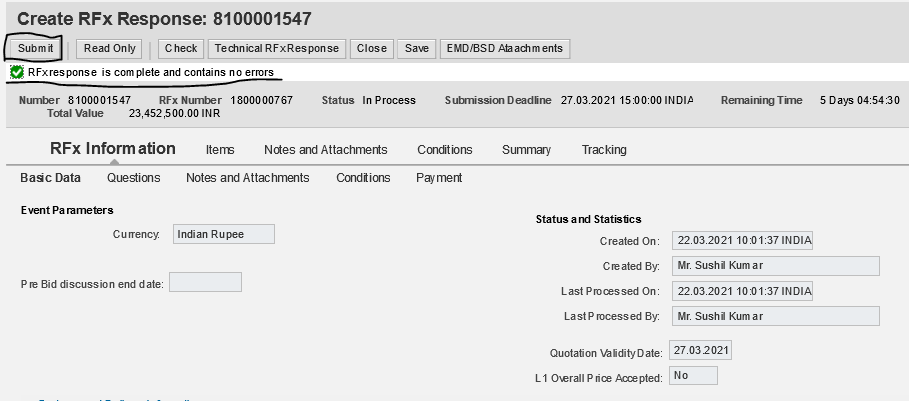 Create RFx Response: 8100001547
Submit Read Only Check Technical RFxResponse Close Save EMD/BSD Ataachments
RFx response is complete and contains no errors
Number 8100001547 RFx Number 1800000767 Status In Process Submission Deadline 27.03.2021 15:00:00 INDIA Remaining Time 5 Days 04:54:30
Total Value 23,452,500.00 INR
RFx Information Items Notes and Attachments Conditions Summary Tracking
Basic Data Questions Notes and Attachments Conditions Payment
Event Parameters
Currency: Indian Rupee
Pre Bid discussion end date:
Status and Statistics
Created On: 22.03.2021 10:01:37 INDIA
Created By: Mr. Sushil Kumar
Last Processed On: 22.03.2021 10:01:37 INDIA
Last Processed By: Mr. Sushil Kumar
Quotation Validity Date: 27.03.2021
L1 Overall Price Accepted: No